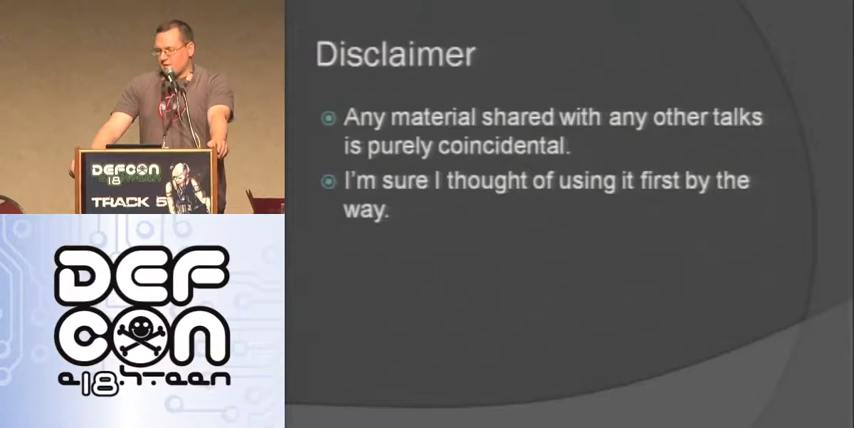 DEFCON
18
TRACK 5
DEF
CON
e18hteen
Disclaimer
Any material shared with any other talks
is purely coincidental.
I'm sure I thought of using it first by the
way.